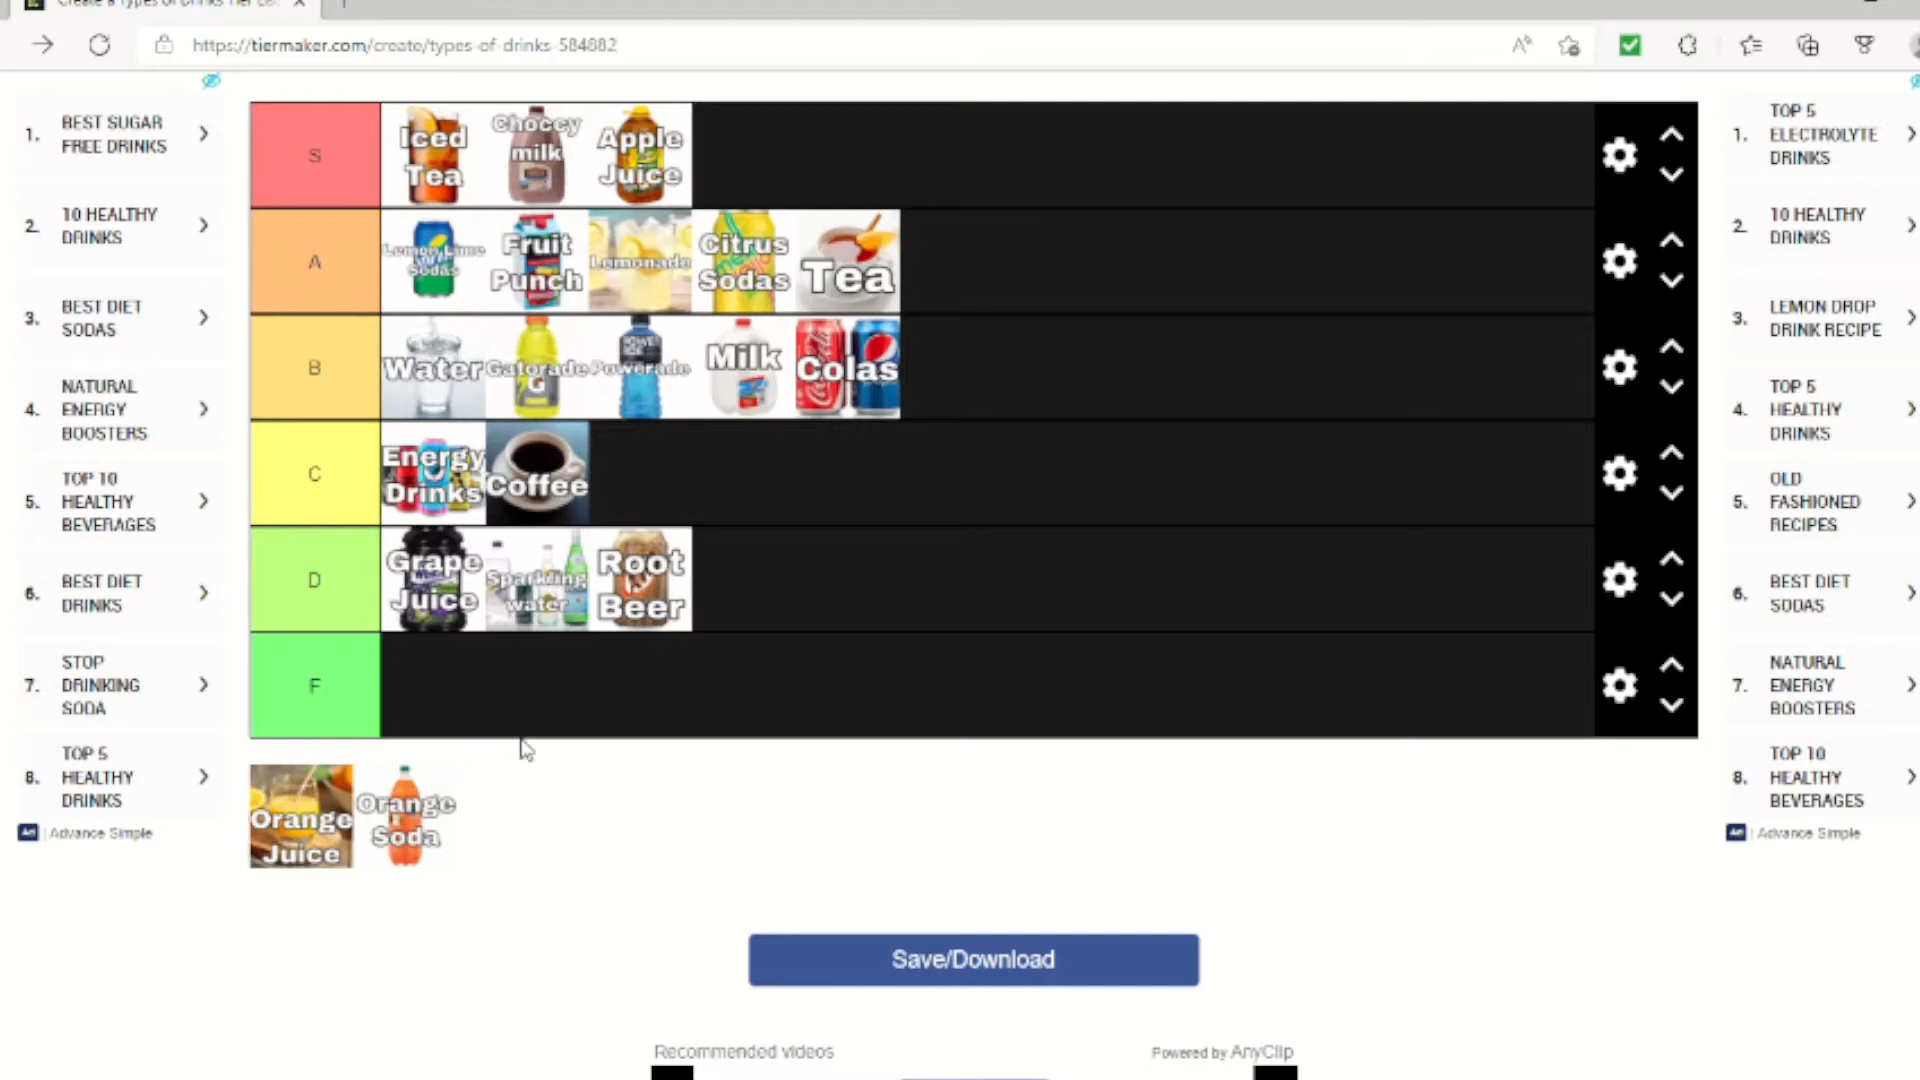 https://tiermaker.com/create/types-of-drinks-584882
1.
BEST SUGAR
FREE DRINKS
2.
10 HEALTHY
DRINKS
3.
BEST DIET
SODAS
4.
NATURAL
ENERGY
BOOSTERS
5.
TOP 10
HEALTHY
BEVERAGES
6.
BEST DIET
DRINKS
7.
STOP
DRINKING
SODA
8.
TOP 5
HEALTHY
DRINKS
Ad | Advance Simple
S
Iced
Tea
Choccy
milk
Apple
Juice
A
Lemon Lime
Sodas
Fruit
Punch
Lemonade
Citrus
Sodas
Tea
B
Water
Gatorade
G
Powerade
Milk
Colas
C
Energy
Drinks
Coffee
D
Grape
Juice
Sparkling
water
Root
Beer
F
Orange
Juice
Orange
Soda
Save/Download
Recommended videos
Powered by AnyClip
1.
TOP 5
ELECTROLYTE
DRINKS
2.
10 HEALTHY
DRINKS
3.
LEMON DROP
DRINK RECIPE
4.
TOP 5
HEALTHY
DRINKS
5.
OLD
FASHIONED
RECIPES
6.
BEST DIET
SODAS
7.
NATURAL
ENERGY
BOOSTERS
8.
TOP 10
HEALTHY
BEVERAGES
Ad | Advance Simple